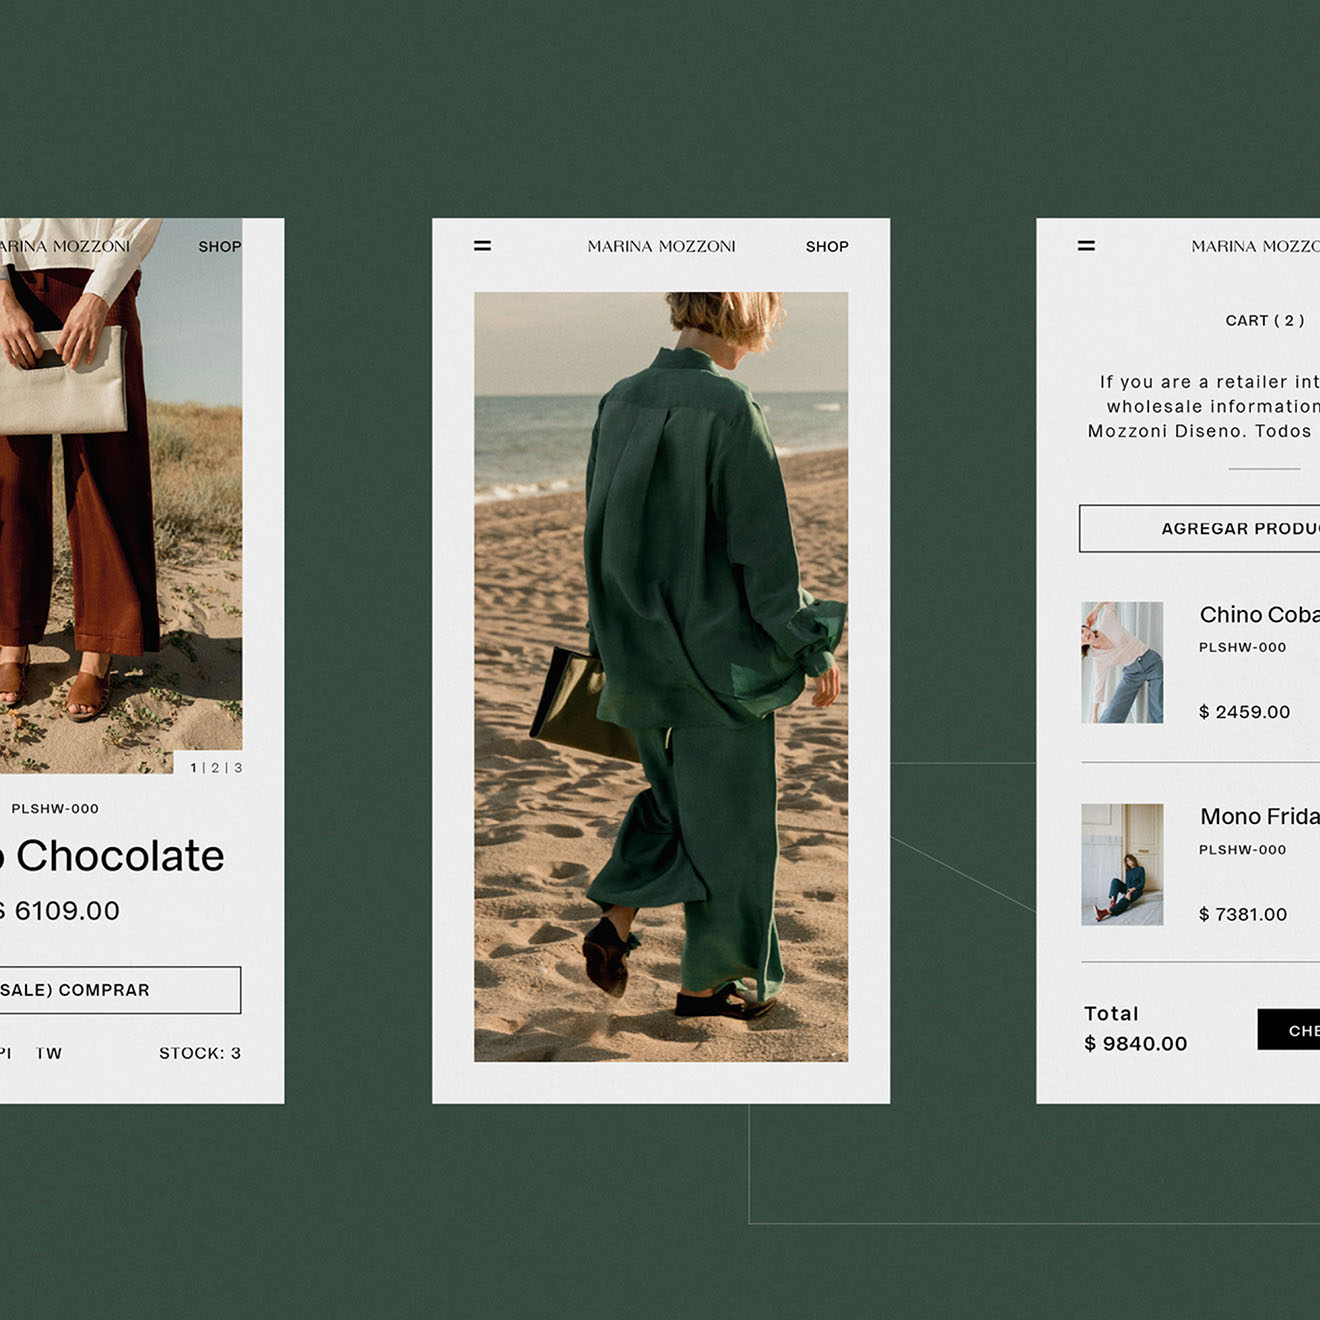 ARINA MOZZONI
SHOP
1 | 2 | 3
PLSHW-000
Chocolate
$ 6109.00
SALE) COMPRAR
PI TW
STOCK: 3
MARINA MOZZONI
SHOP
MARINA MOZZO
CART ( 2 )
If you are a retailer int
wholesale information
Mozzoni Diseno. Todos
AGREGAR PRODU
Chino Coba
PLSHW-000
$ 2459.00
Mono Frida
PLSHW-000
$ 7381.00
Total
$ 9840.00
CHE